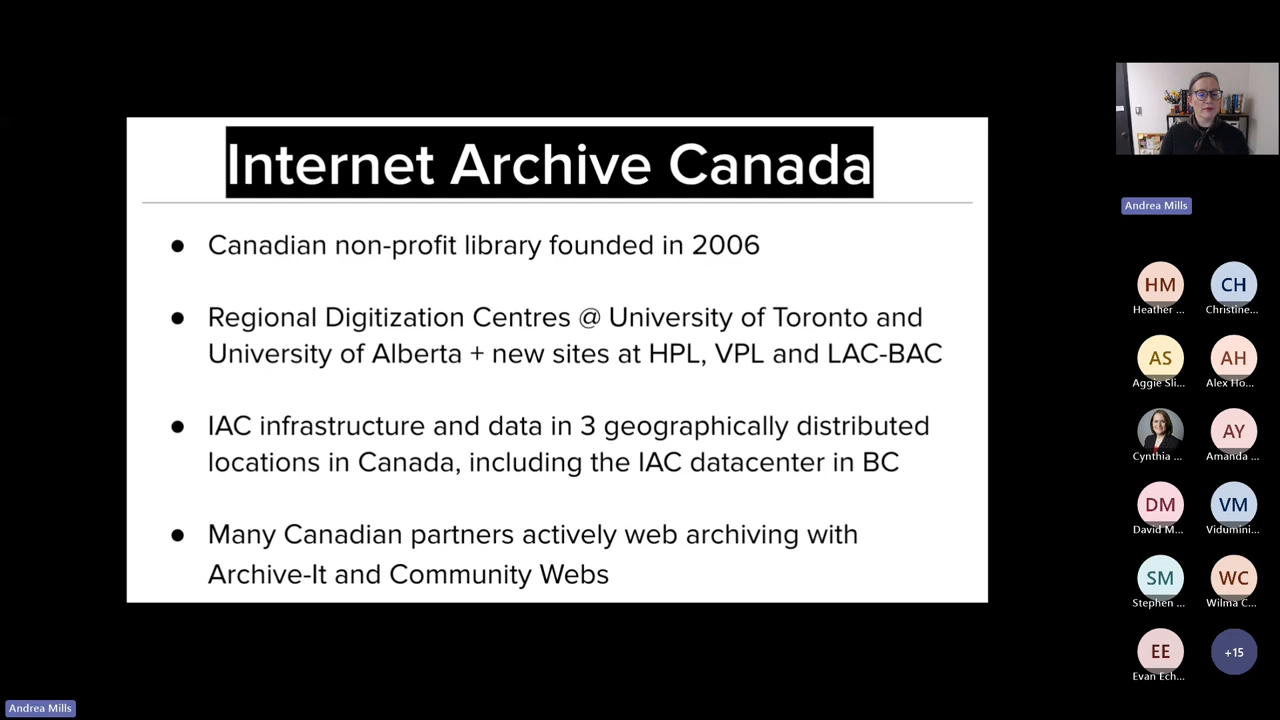 Internet Archive Canada
● Canadian non-profit library founded in 2006
● Regional Digitization Centres @ University of Toronto and
University of Alberta + new sites at HPL, VPL and LAC-BAC
● IAC infrastructure and data in 3 geographically distributed
locations in Canada, including the IAC datacenter in BC
● Many Canadian partners actively web archiving with
Archive-It and Community Webs
Andrea Mills
HM CH
Heather ... Christine...
AS AH
Aggie Sli... Alex Ho...
AY
Cynthia ... Amanda ...
DM VM
David M... Vidumini...
SM WC
Stephen ... Wilma C...
EE +15
Evan Ech...
Andrea Mills